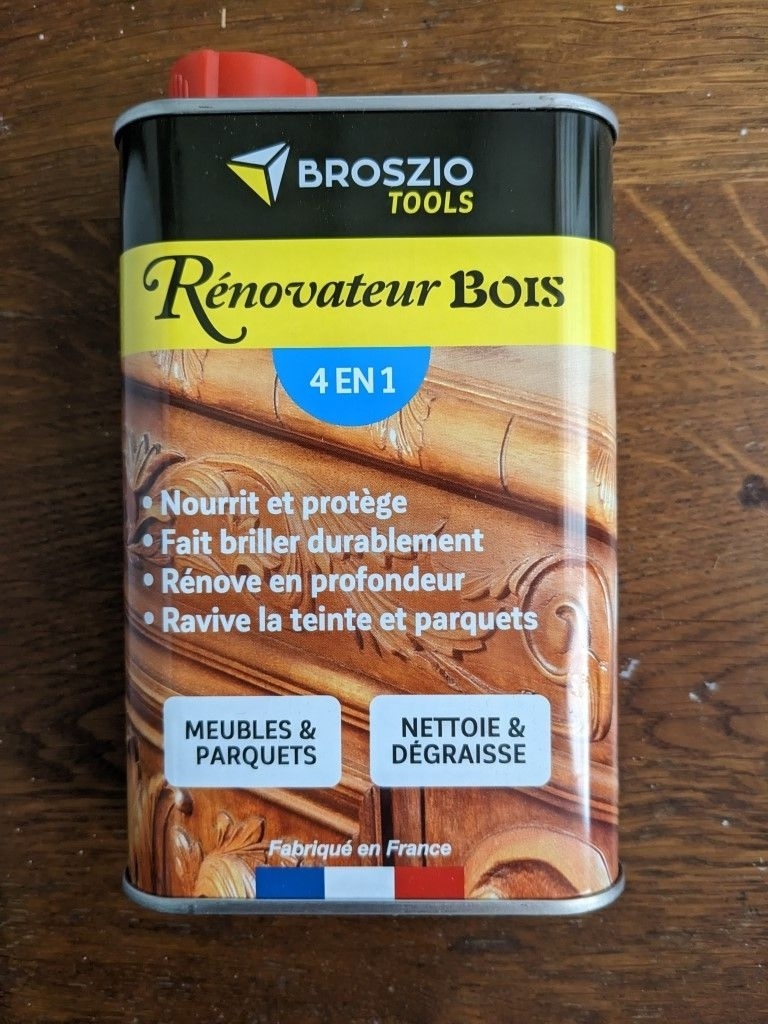 BROSZIO
TOOLS
Rénovateur BOIS
4 EN 1
• Nourrit et protège
• Fait briller durablement
• Rénove en profondeur
• Ravive la teinte et parquets
MEUBLES &
PARQUETS
NETTOIE &
DÉGRAISSE
Fabriqué en France